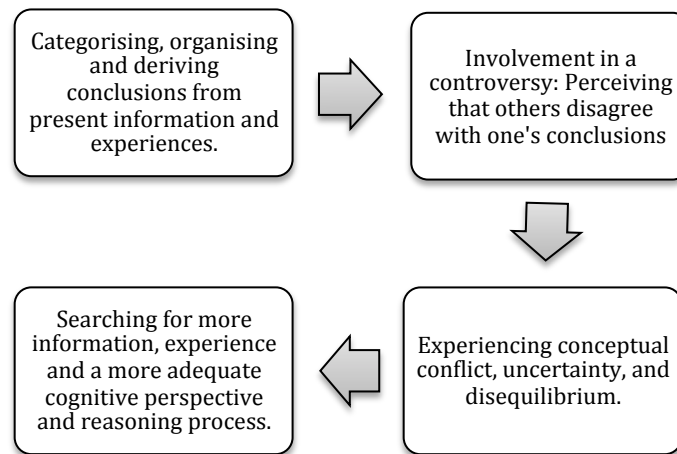 Categorising, organising
and deriving
conclusions from
present information and
experiences.
Involvement in a
controversy: Perceiving
that others disagree
with one's conclusions
Experiencing conceptual
conflict, uncertainty, and
disequilibrium.
Searching for more
information, experience
and a more adequate
cognitive perspective
and reasoning process.